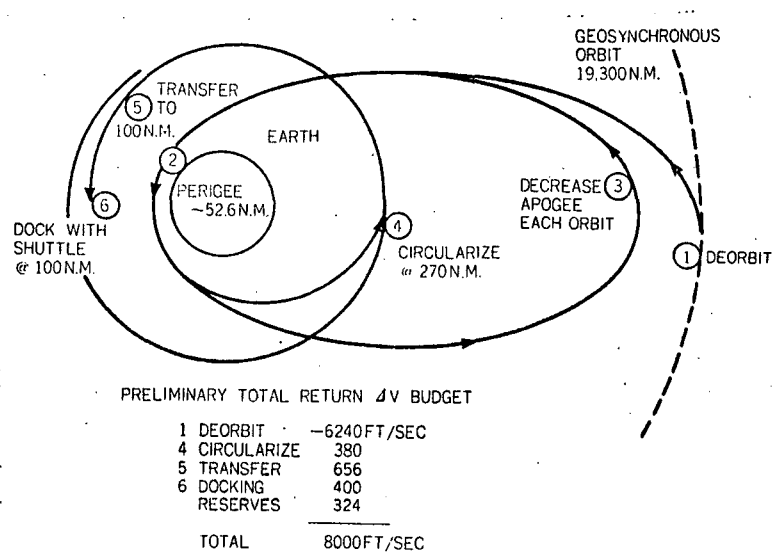 GEOSYNCHRONOUS
ORBIT
19,300 N.M.
5
TRANSFER
TO
100 N.M.
EARTH
2
PERIGEE
~52.6 N.M.
6
DOCK WITH
SHUTTLE
@ 100 N.M.
4
CIRCULARIZE
@ 270 N.M.
3
DECREASE
APOGEE
EACH ORBIT
1
DEORBIT
PRELIMINARY TOTAL RETURN ΔV BUDGET
1 DEORBIT ~6240 FT/SEC
4 CIRCULARIZE 380
5 TRANSFER 656
6 DOCKING 400
RESERVES 324
TOTAL 8000 FT/SEC